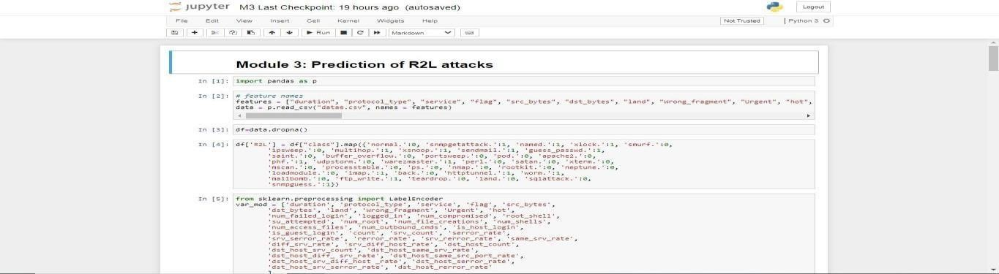 jupyter M3 Last Checkpoint: 19 hours ago (autosaved) Logout
File Edit View Insert Cell Kernel Widgets Help Not Trusted Python 3
Run Markdown
Module 3: Prediction of R2L attacks
In [1]: import pandas as p
In [2]: # feature names
features = ["duration", "protocol_type", "service", "flag", "src_bytes", "dst_bytes", "land", "wrong_fragment", "Urgent", "hot",
data = p.read_csv("data6.csv", names = features)
In [3]: df=data.dropna()
In [4]: df['R2L'] = df["class"].map({'normal.':0, 'snmpgetattack.':1, 'named.':1, 'xlock.':1, 'smurf.':0,
'ipsweep.':0, 'multihop.':1, 'xsnoop.':1, 'sendmail.':1, 'guess_passwd.':1,
'saint.':0, 'buffer_overflow.':0, 'portsweep.':0, 'pod.':0, 'apache2.':0,
'phf.':1, 'udpstorm.':0, 'warezmaster.':1, 'perl.':0, 'satan.':0, 'xterm.':0,
'mscan.':0, 'processtable.':0, 'ps.':0, 'nmap.':0, 'rootkit.':0, 'neptune.':0,
'loadmodule.':0, 'imap.':1, 'back.':0, 'httptunnel.':1, 'worm.':1,
'mailbomb.':0, 'ftp_write.':1, 'teardrop.':0, 'land.':0, 'sqlattack.':0,
'snmpguess.':1})
In [5]: from sklearn.preprocessing import LabelEncoder
var_mod = ['duration', 'protocol_type', 'service', 'flag', 'src_bytes',
'dst_bytes', 'land', 'wrong_fragment', 'Urgent', 'hot',
'num_failed_login', 'logged_in', 'num_compromised', 'root_shell',
'su_attempted', 'num_root', 'num_file_creations', 'num_shells',
'num_access_files', 'num_outbound_cmds', 'is_host_login',
'is_guest_login', 'count', 'srv_count', 'serror_rate',
'srv_serror_rate', 'rerror_rate', 'srv_rerror_rate', 'same_srv_rate',
'diff_srv_rate', 'srv_diff_host_rate', 'dst_host_count',
'dst_host_srv_count', 'dst_host_same_srv_rate',
'dst_host_diff_ srv_rate', 'dst_host_same_src_port_rate',
'dst_host_srv_diff_host _rate', 'dst_host_serror_rate',
'dst_host_srv_serror_rate', 'dst_host_rerror_rate'